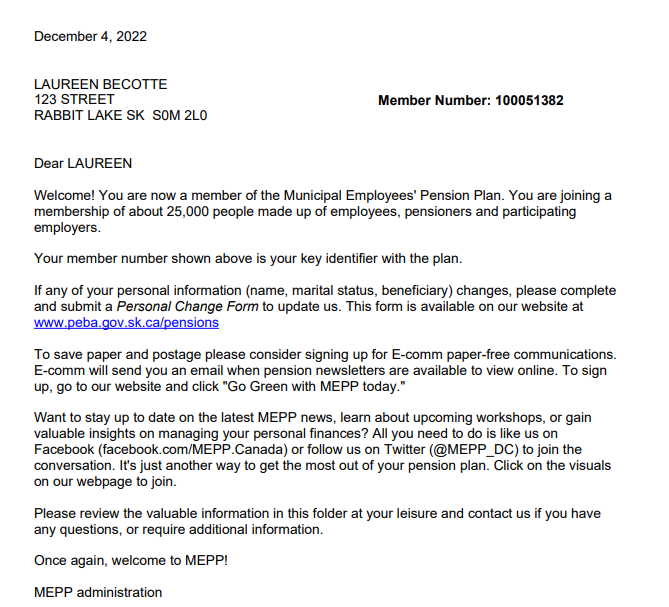 December 4, 2022
LAUREEN BECOTTE
123 STREET
Member Number: 100051382
RABBIT LAKE SK  S0M 2L0
Dear LAUREEN
Welcome! You are now a member of the Municipal Employees' Pension Plan. You are joining a
membership of about 25,000 people made up of employees, pensioners and participating
employers.
Your member number shown above is your key identifier with the plan.
If any of your personal information (name, marital status, beneficiary) changes, please complete
and submit a Personal Change Form to update us. This form is available on our website at
www.peba.gov.sk.ca/pensions
To save paper and postage please consider signing up for E-comm paper-free communications.
E-comm will send you an email when pension newsletters are available to view online. To sign
up, go to our website and click "Go Green with MEPP today."
Want to stay up to date on the latest MEPP news, learn about upcoming workshops, or gain
valuable insights on managing your personal finances? All you need to do is like us on
Facebook (facebook.com/MEPP.Canada) or follow us on Twitter (@MEPP_DC) to join the
conversation. It's just another way to get the most out of your pension plan. Click on the visuals
on our webpage to join.
Please review the valuable information in this folder at your leisure and contact us if you have
any questions, or require additional information.
Once again, welcome to MEPP!
MEPP administration